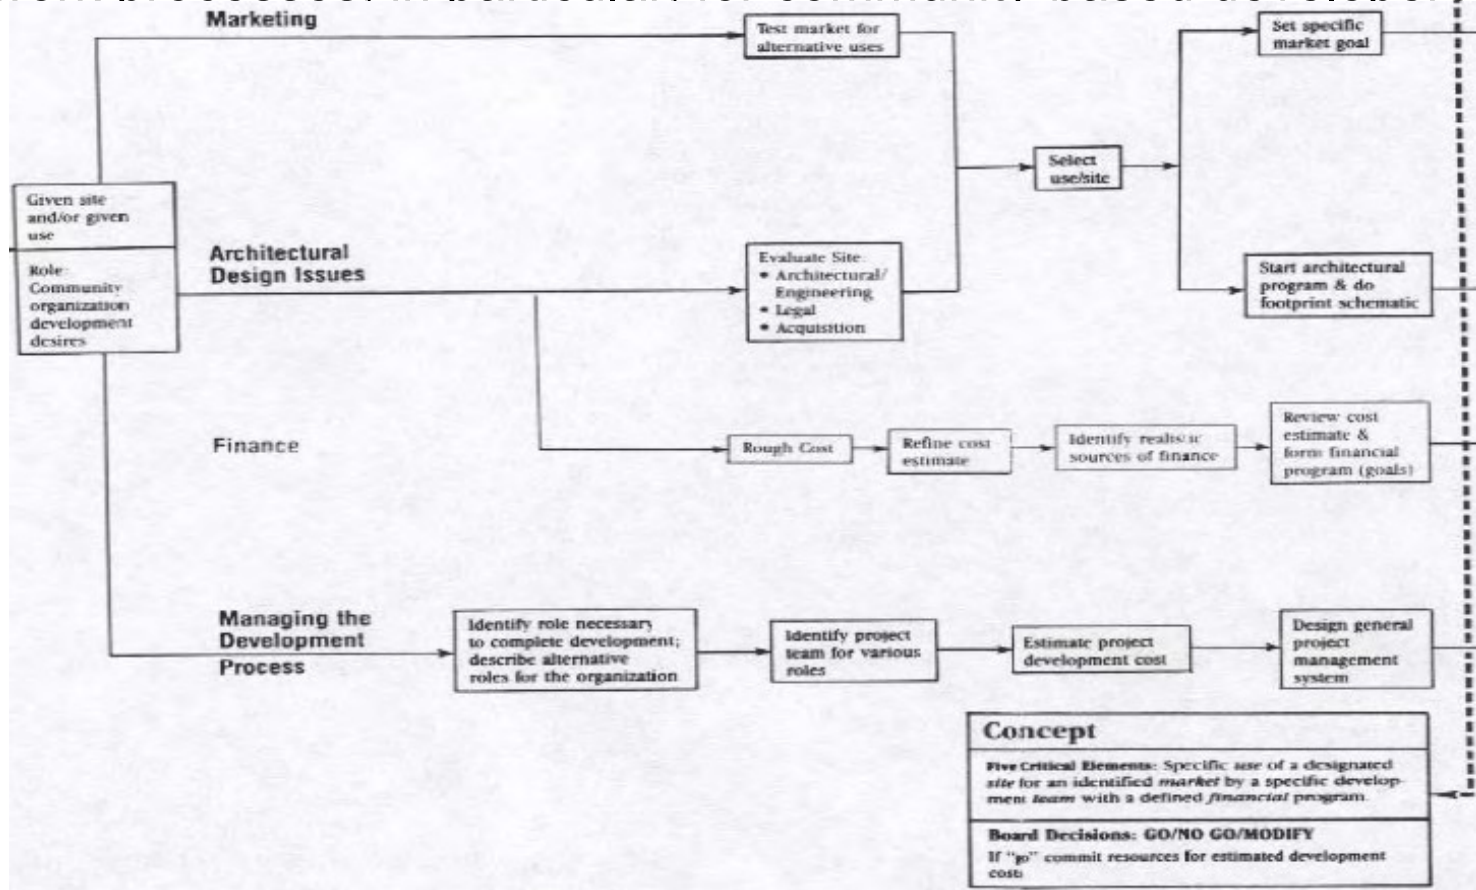 Marketing
Test market for
alternative uses
Set specific
market goal
Select
use/site
Given site
and/or given
use
Role:
Community
organization
development
desires
Architectural
Design Issues
Evaluate Site:
• Architectural/
Engineering
• Legal
• Acquisition
Start architectural
program & do
footprint schematic
Finance
Rough Cost
Refine cost
estimate
Identify realistic
sources of finance
Review cost
estimate &
form financial
program (goals)
Managing the
Development
Process
Identify role necessary
to complete development;
describe alternative
roles for the organization
Identify project
team for various
roles
Estimate project
development cost
Design general
project
management
system
Concept
Five Critical Elements: Specific use of a designated
site for an identified market by a specific develop-
ment team with a defined financial program.
Board Decisions: GO/NO GO/MODIFY
If "go" commit resources for estimated development
costs